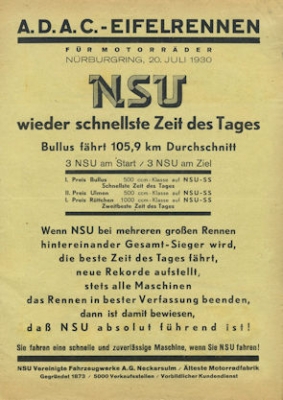 A.D.A.C.-EIFELRENNEN
FÜR MOTORRÄDER
NÜRBURGRING, 20. JULI 1930
NSU
wieder schnellste Zeit des Tages
Bullus fährt 105,9 km Durchschnitt
3 NSU am Start / 3 NSU am Ziel
I. Preis Bullus 500 ccm-Klasse auf NSU-SS
Schnellste Zeit des Tages
II. Preis Ulmen 500 ccm-Klasse auf NSU-SS
I. Preis Rüttchen 1000 ccm-Klasse auf NSU-SS
Zweitbeste Zeit des Tages
Wenn NSU bei mehreren großen Rennen
hintereinander Gesamt-Sieger wird,
die beste Zeit des Tages fährt,
neue Rekorde aufstellt,
stets alle Maschinen
das Rennen in bester Verfassung beenden,
dann ist damit bewiesen,
daß NSU absolut führend ist!
Sie fahren eine schnelle und zuverlässige Maschine, wenn Sie NSU fahren!
NSU Vereinigte Fahrzeugwerke A.G. Neckarsulm / Älteste Motorradfabrik
Gegründet 1873 / 5000 Verkaufsstellen / Vorbildlicher Kundendienst